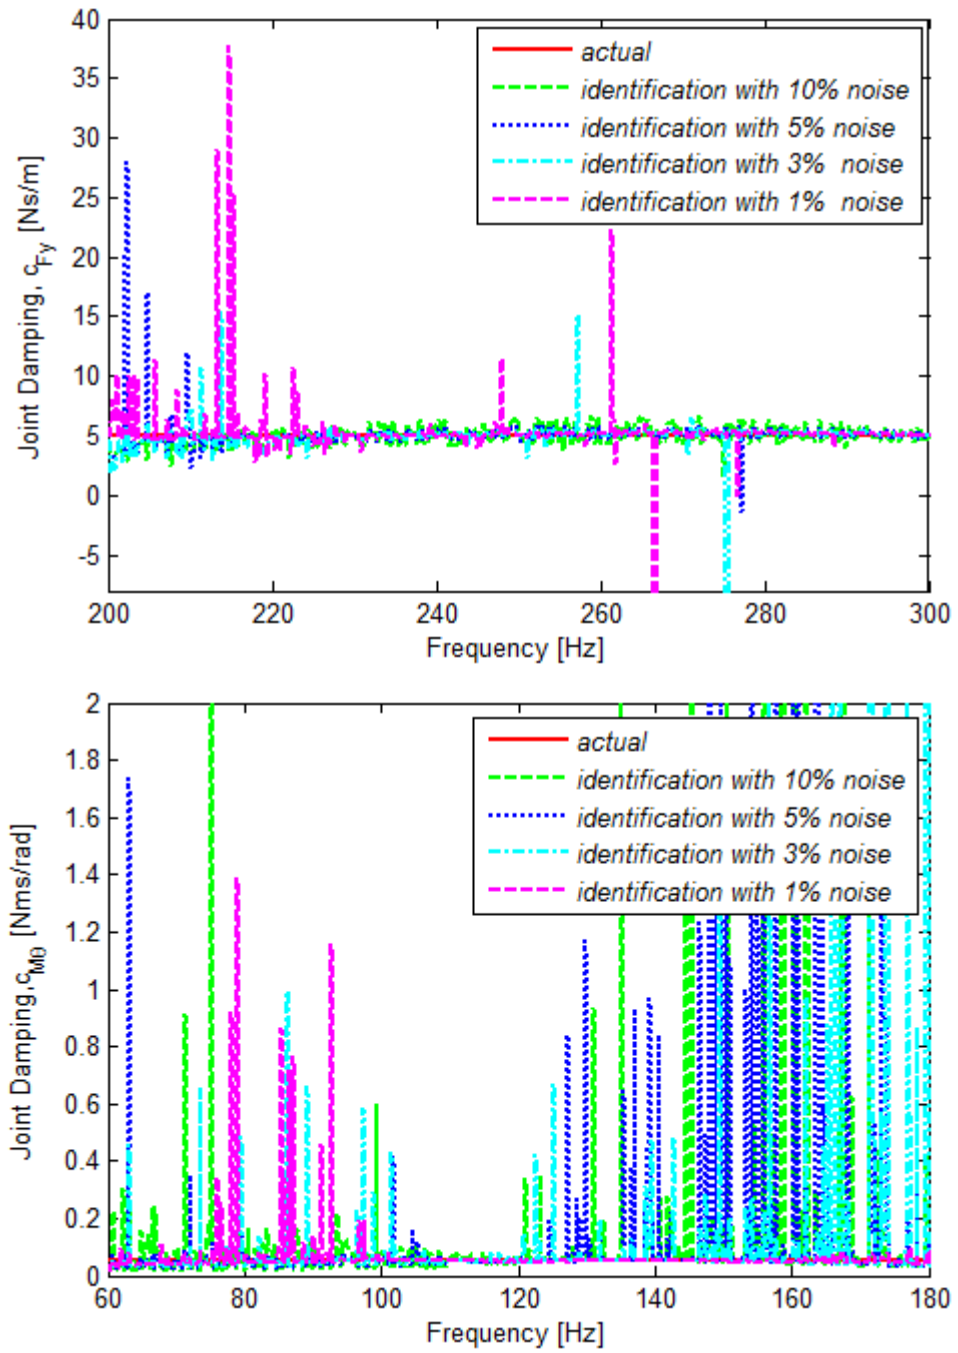 40
35
30
25
20
15
10
5
0
-5
Joint Damping, c_Fy [Ns/m]
actual
identification with 10% noise
identification with 5% noise
identification with 3% noise
identification with 1% noise
200 220 240 260 280 300
Frequency [Hz]
2
1.8
1.6
1.4
1.2
1
0.8
0.6
0.4
0.2
0
Joint Damping,c_Mθ [Nms/rad]
actual
identification with 10% noise
identification with 5% noise
identification with 3% noise
identification with 1% noise
60 80 100 120 140 160 180
Frequency [Hz]